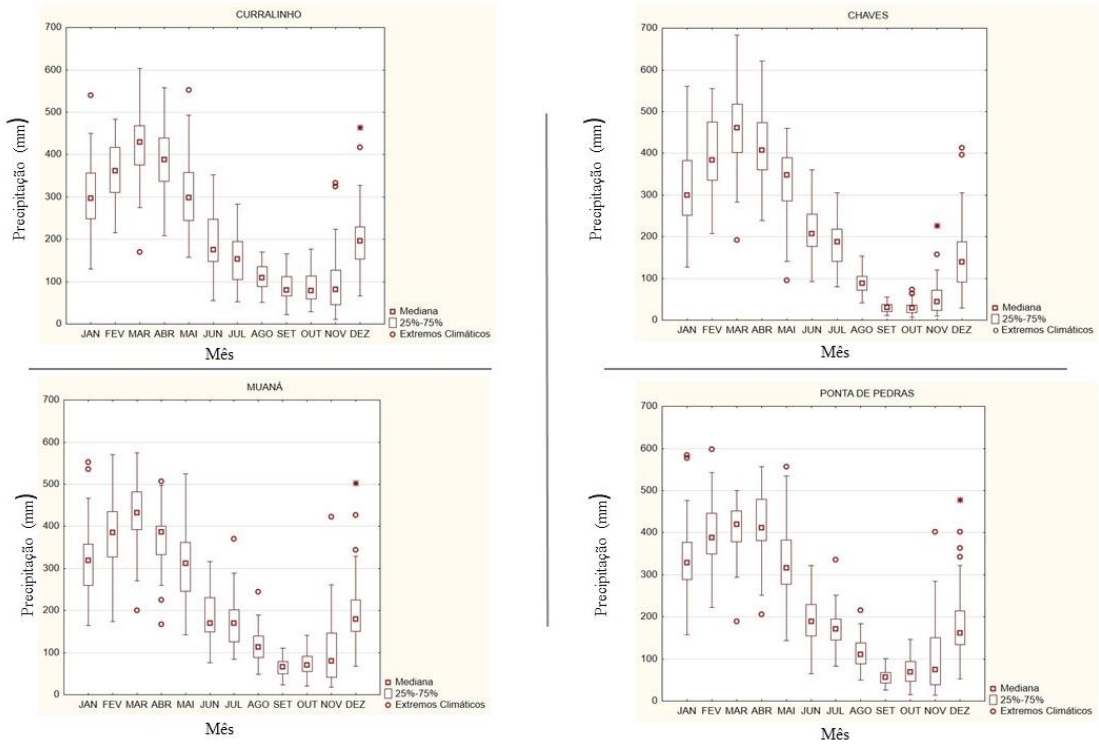 CURRALINHO
700
600
500
400
300
200
100
0
Precipitação (mm)
JAN FEV MAR ABR MAI JUN JUL AGO SET OUT NOV DEZ
Mês
Mediana
25%-75%
Extremos Climáticos
CHAVES
700
600
500
400
300
200
100
0
Precipitação (mm)
JAN FEV MAR ABR MAI JUN JUL AGO SET OUT NOV DEZ
Mês
Mediana
25%-75%
Extremos Climáticos
MUANÁ
700
600
500
400
300
200
100
0
Precipitação (mm)
JAN FEV MAR ABR MAI JUN JUL AGO SET OUT NOV DEZ
Mês
Mediana
25%-75%
Extremos Climáticos
PONTA DE PEDRAS
700
600
500
400
300
200
100
0
Precipitação (mm)
JAN FEV MAR ABR MAI JUN JUL AGO SET OUT NOV DEZ
Mês
Mediana
25%-75%
Extremos Climáticos